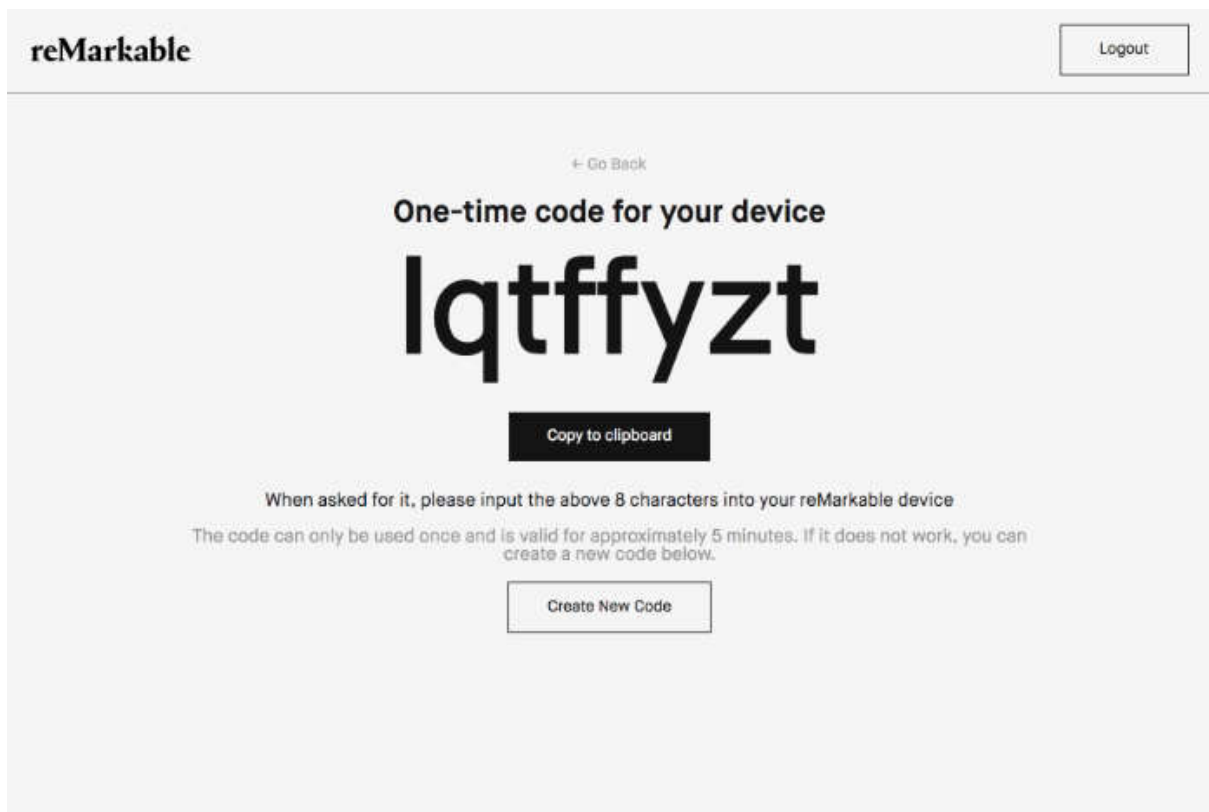 reMarkable
Logout
← Go Back
One-time code for your device
lqtffyzt
Copy to clipboard
When asked for it, please input the above 8 characters into your reMarkable device
The code can only be used once and is valid for approximately 5 minutes. If it does not work, you can
create a new code below.
Create New Code